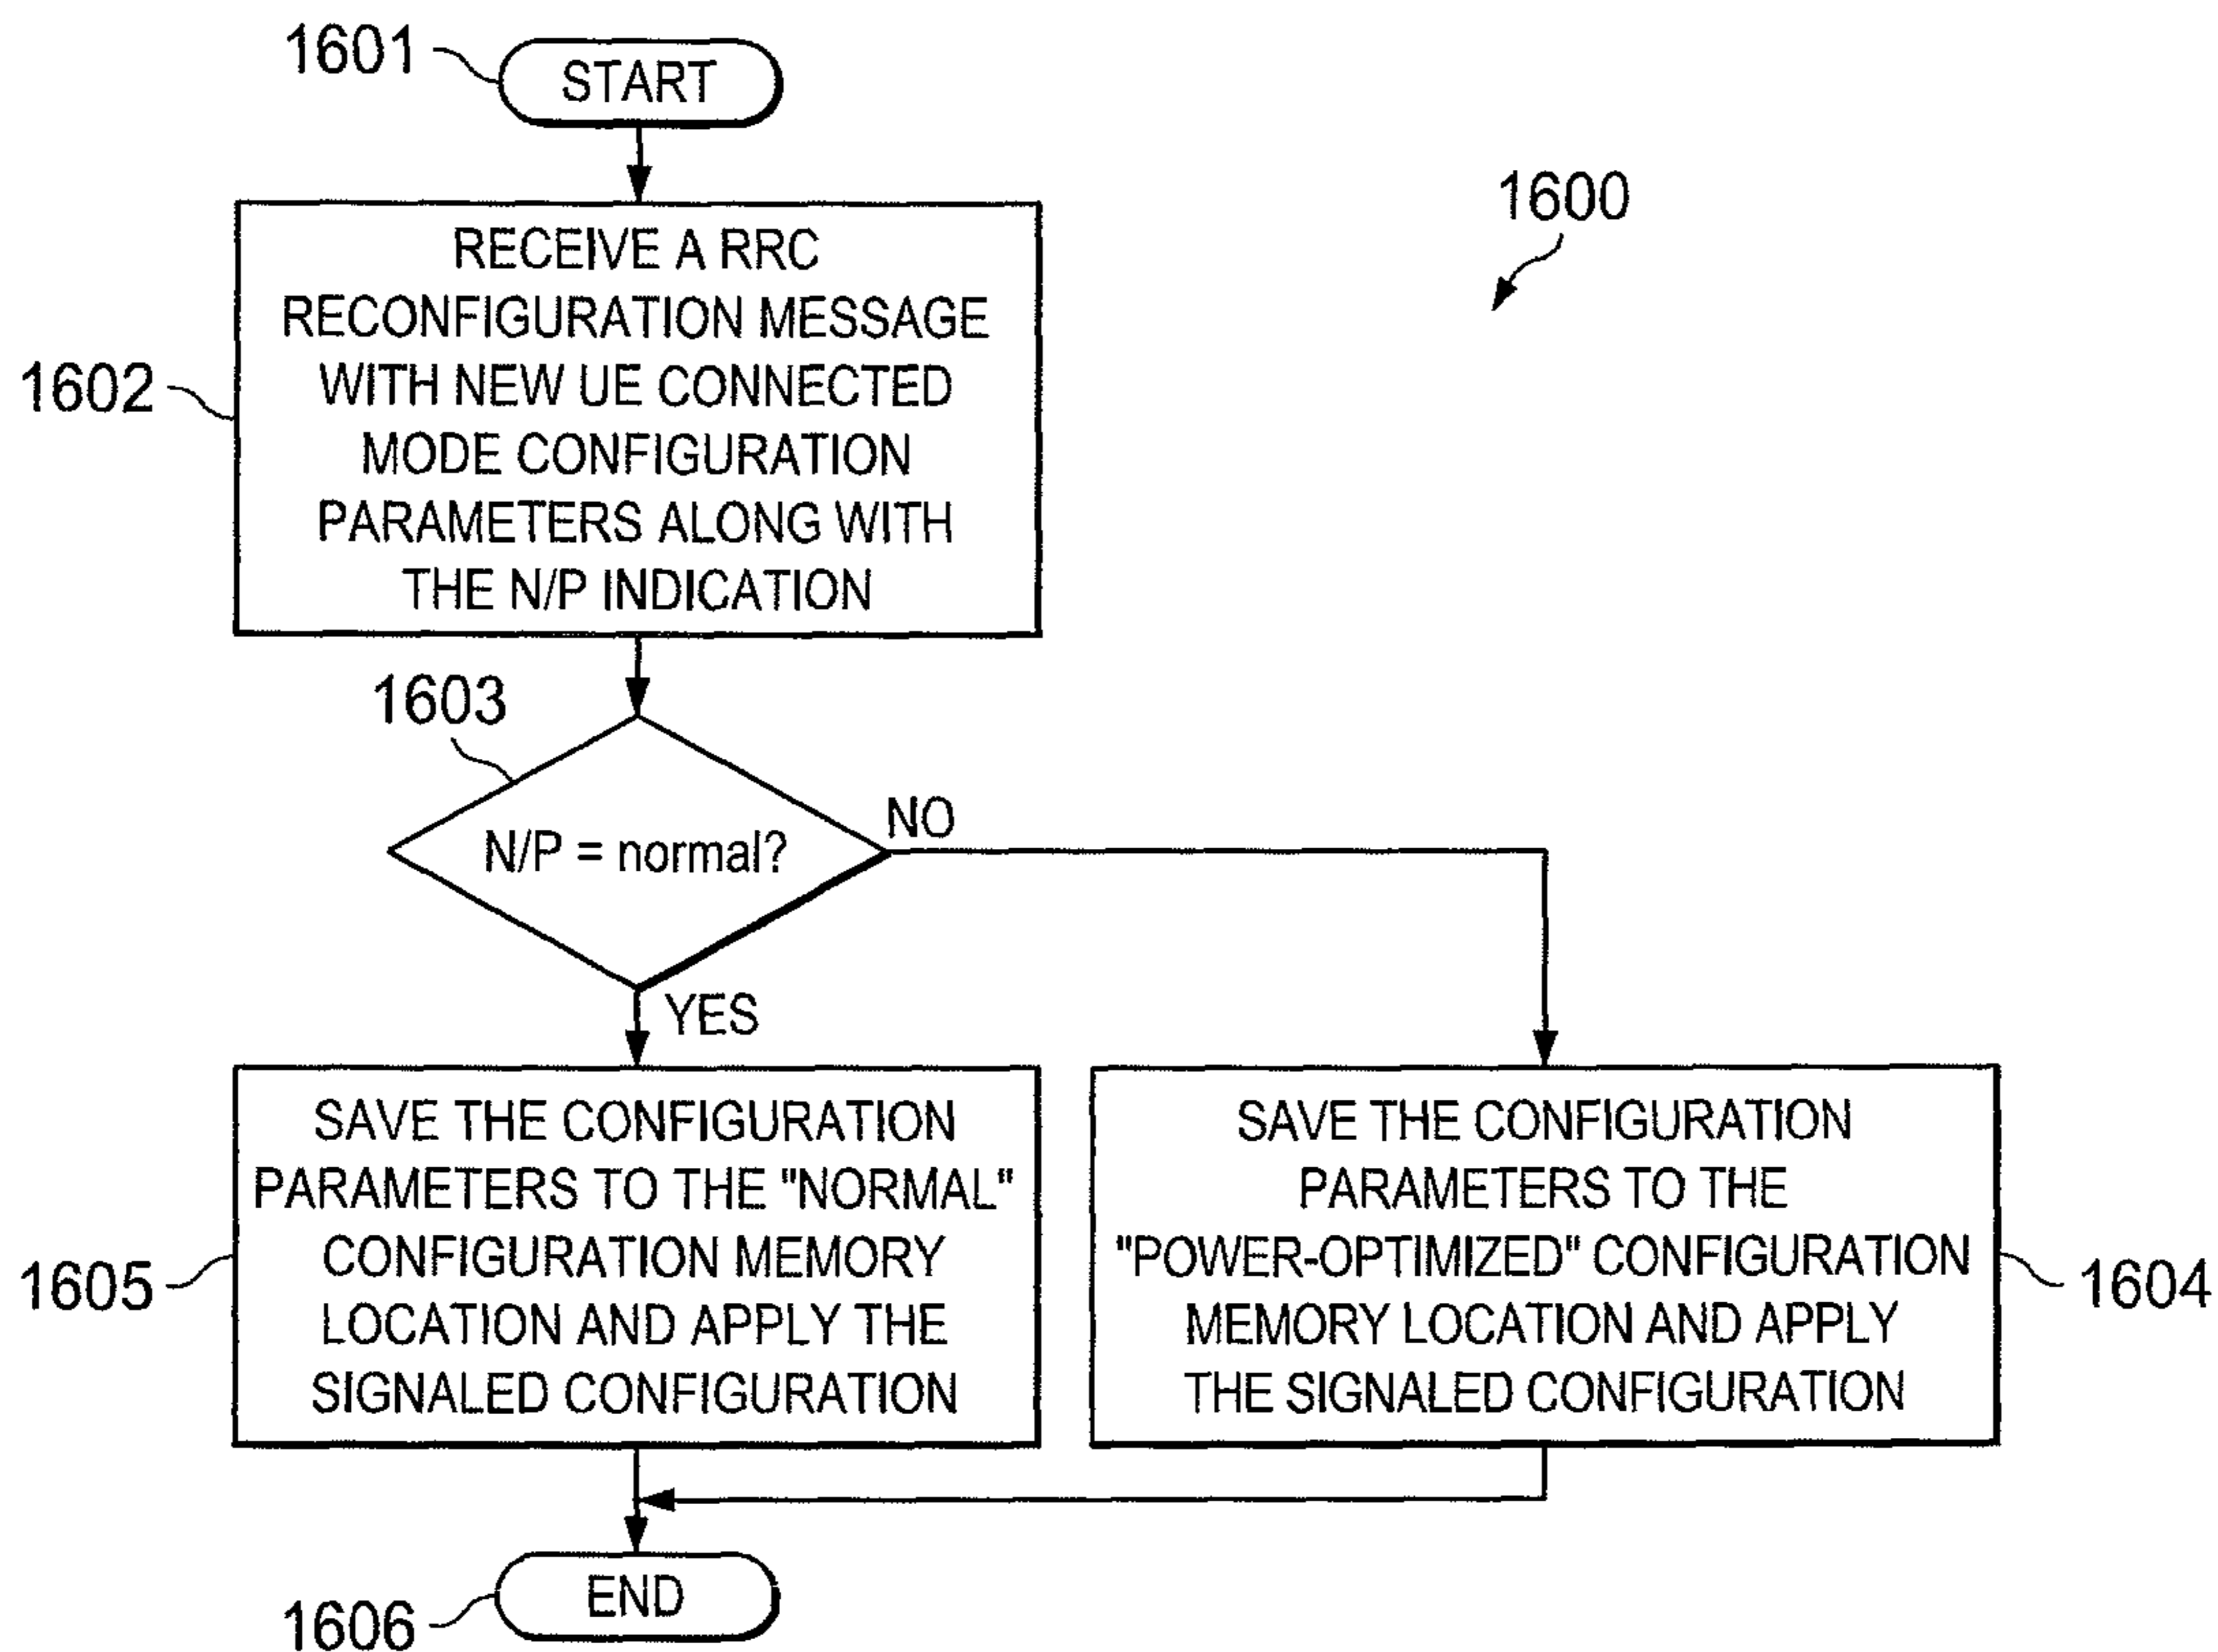 1601
START
1600
RECEIVE A RRC
RECONFIGURATION MESSAGE
WITH NEW UE CONNECTED
MODE CONFIGURATION
PARAMETERS ALONG WITH
THE N/P INDICATION
1602
1603
N/P = normal?
NO
YES
SAVE THE CONFIGURATION
PARAMETERS TO THE "NORMAL"
CONFIGURATION MEMORY
LOCATION AND APPLY THE
SIGNALED CONFIGURATION
1605
SAVE THE CONFIGURATION
PARAMETERS TO THE
"POWER-OPTIMIZED" CONFIGURATION
MEMORY LOCATION AND APPLY
THE SIGNALED CONFIGURATION
1604
END
1606